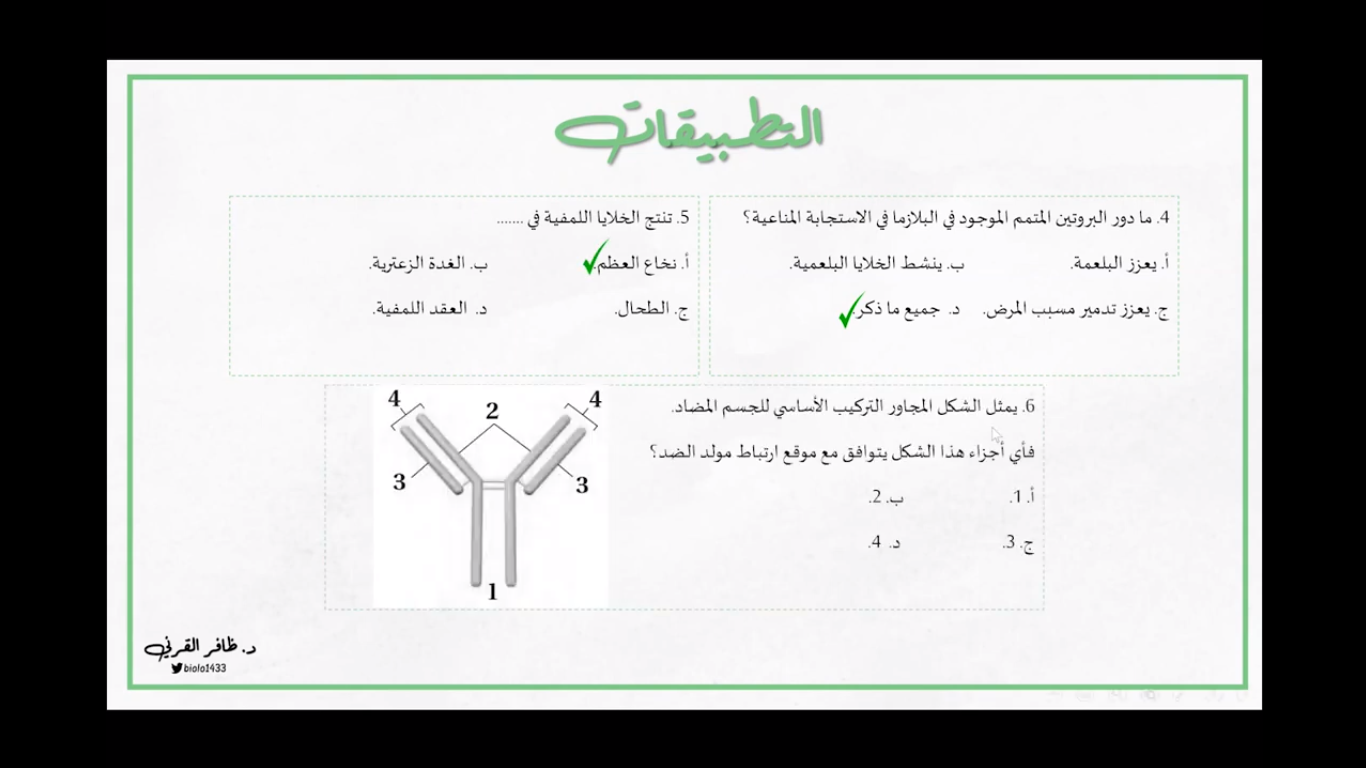 التطبيقات
4. ما دور البروتين المتمم الموجود في البلازما في الاستجابة المناعية؟
أ. يعزز البلعمة.
ب. ينشط الخلايا البلعمية.
ج. يعزز تدمير مسبب المرض.
د. جميع ما ذكر.
5. تنتج الخلايا اللمفية في .......
أ. نخاع العظم.
ب. الغدة الزعترية.
ج. الطحال.
د. العقد اللمفية.
6. يمثل الشكل المجاور التركيب الأساسي للجسم المضاد.
فأي أجزاء هذا الشكل يتوافق مع موقع ارتباط مولد الضد؟
أ. 1.
ب. 2.
ج. 3.
د. 4.
4
2
4
3
3
1
د. ظافر القرني
biolo1433